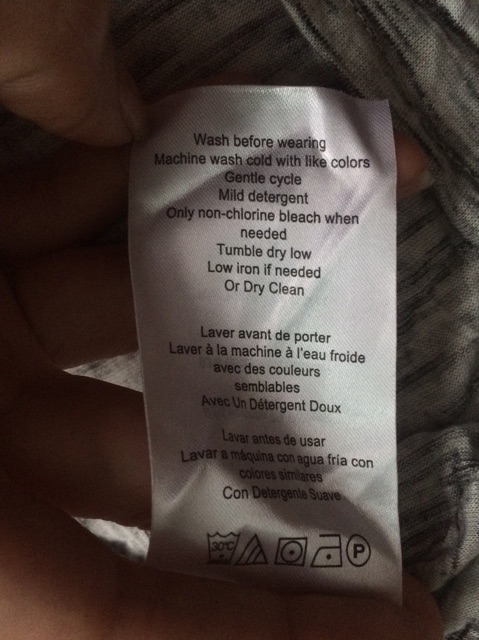 Wash before wearing
Machine wash cold with like colors
Gentle cycle
Mild detergent
Only non-chlorine bleach when
needed
Tumble dry low
Low iron if needed
Or Dry Clean
Laver avant de porter
Laver à la machine à l'eau froide
avec des couleurs
semblables
Avec Un Détergent Doux
Lavar antes de usar
Lavar a máquina con agua fría con
colores similares
Con Detergente Suave
30°C P